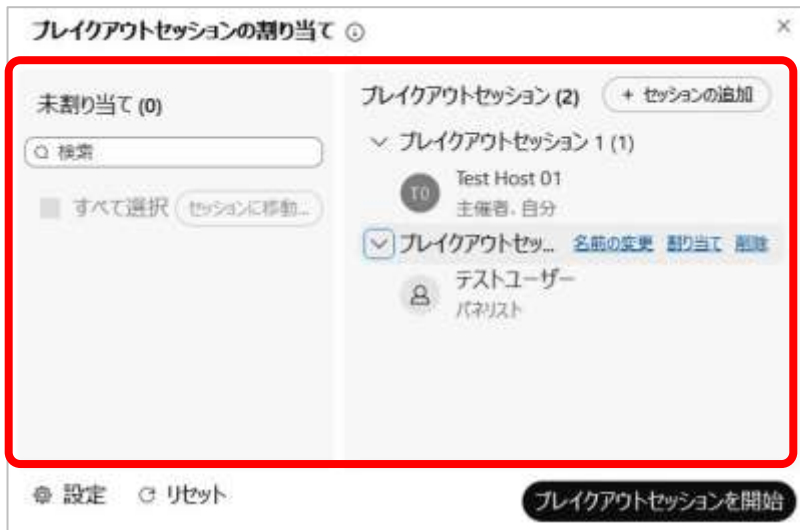 ブレイクアウトセッションの割り当て
未割り当て (0)
検索
すべて選択 セッションに移動...
ブレイクアウトセッション (2) + セッションの追加
ブレイクアウトセッション 1 (1)
TO
Test Host 01
主催者、自分
ブレイクアウトセッ... 名前の変更 割り当て 削除
テストユーザー
パネリスト
設定 リセット
ブレイクアウトセッションを開始